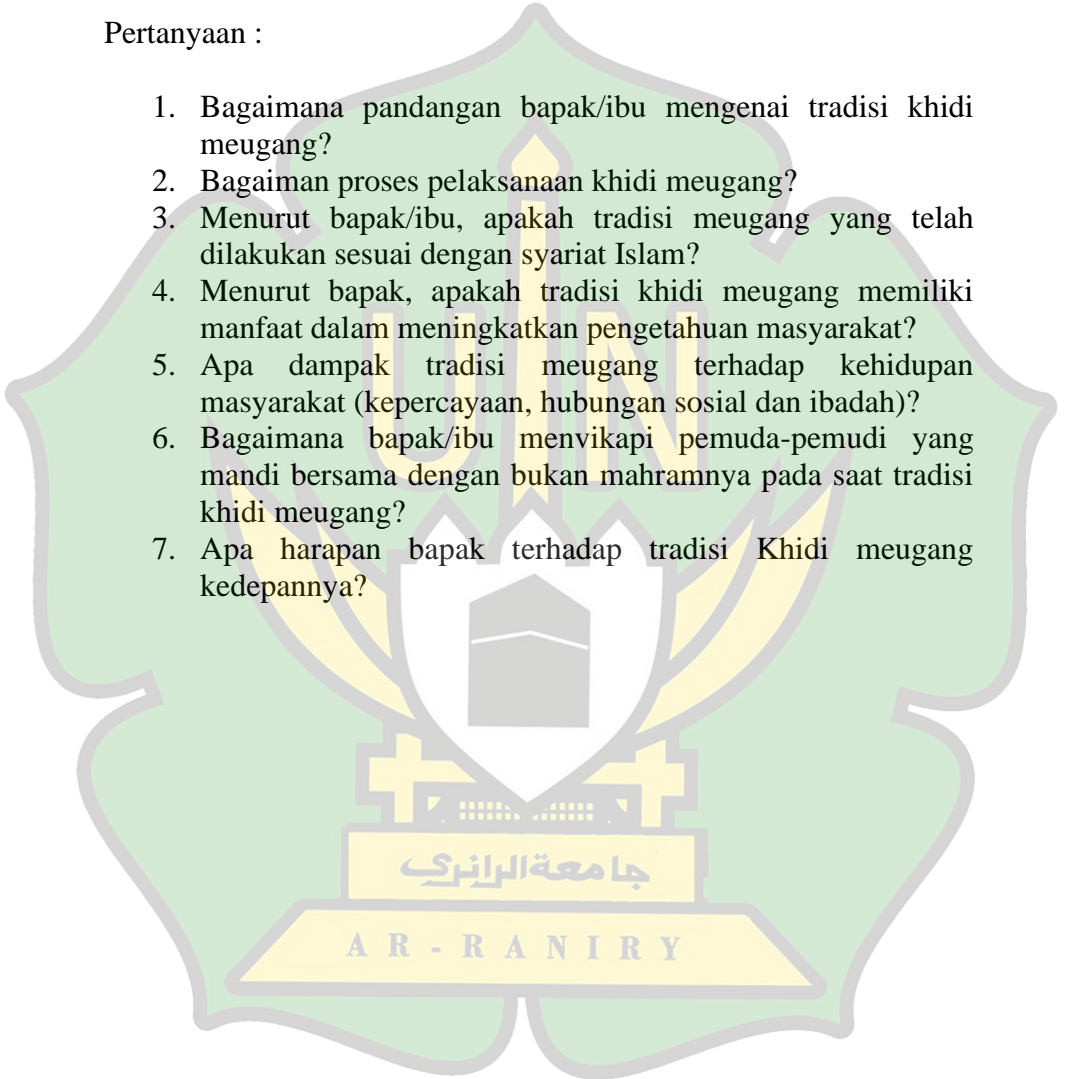 Pertanyaan :
1. Bagaimana pandangan bapak/ibu mengenai tradisi khidi
meugang?
2. Bagaiman proses pelaksanaan khidi meugang?
3. Menurut bapak/ibu, apakah tradisi meugang yang telah
dilakukan sesuai dengan syariat Islam?
4. Menurut bapak, apakah tradisi khidi meugang memiliki
manfaat dalam meningkatkan pengetahuan masyarakat?
5. Apa dampak tradisi meugang terhadap kehidupan
masyarakat (kepercayaan, hubungan sosial dan ibadah)?
6. Bagaimana bapak/ibu menvikapi pemuda-pemudi yang
mandi bersama dengan bukan mahramnya pada saat tradisi
khidi meugang?
7. Apa harapan bapak terhadap tradisi Khidi meugang
kedepannya?
UIN
جامعةالرانري
AR-RANIRY